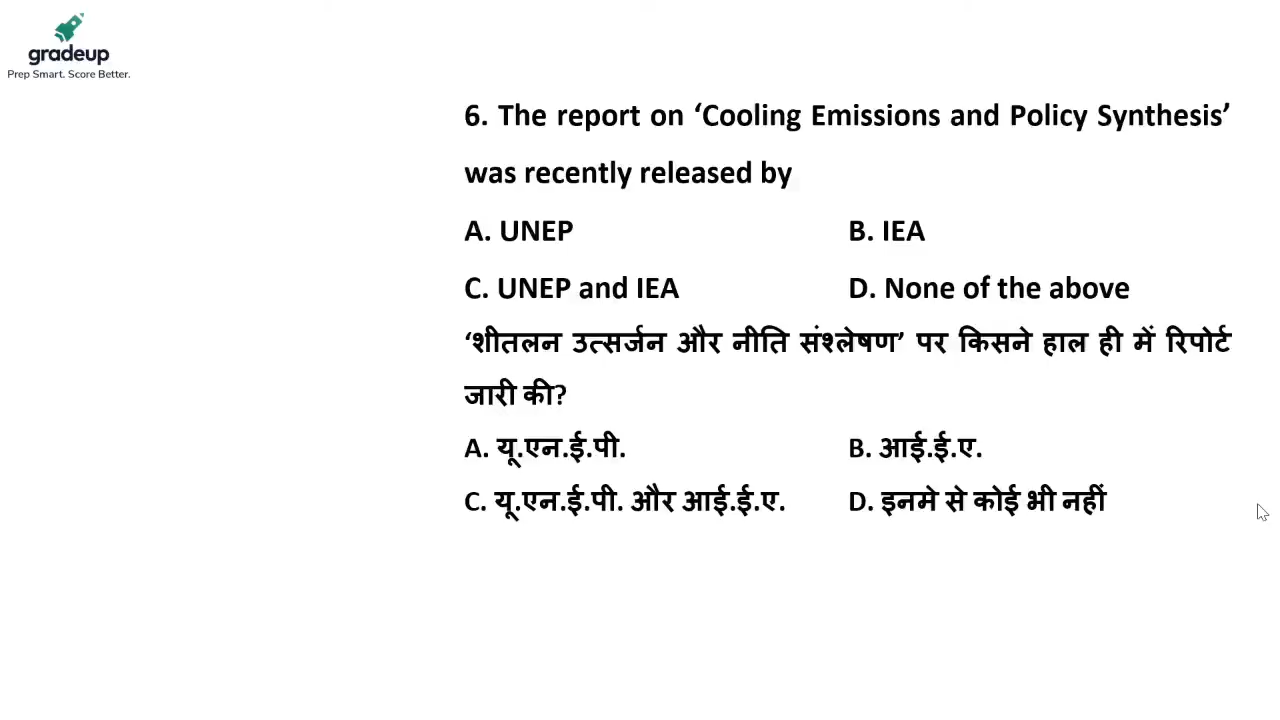 gradeup
Prep Smart. Score Better.
6. The report on ‘Cooling Emissions and Policy Synthesis’
was recently released by
A. UNEP B. IEA
C. UNEP and IEA D. None of the above
‘शीतलन उत्सर्जन और नीति संश्लेषण’ पर किसने हाल ही में रिपोर्ट
जारी की?
A. यू.एन.ई.पी. B. आई.ई.ए.
C. यू.एन.ई.पी. और आई.ई.ए. D. इनमे से कोई भी नहीं